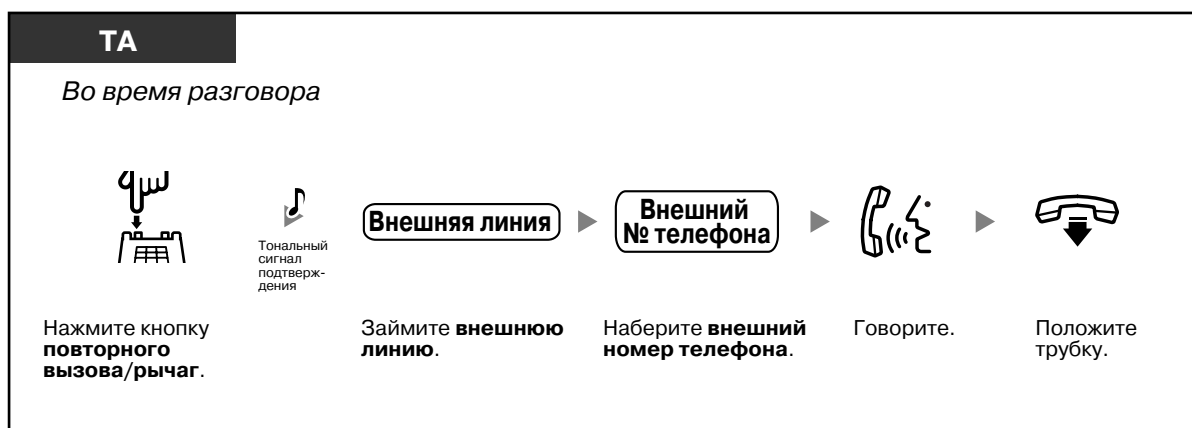 ТА
Во время разговора
Тональный
сигнал
подтверж-
дения
Внешняя линия
Внешний
№ телефона
Нажмите кнопку
повторного
вызова/рычаг.
Займите внешнюю
линию.
Наберите внешний
номер телефона.
Говорите.
Положите
трубку.